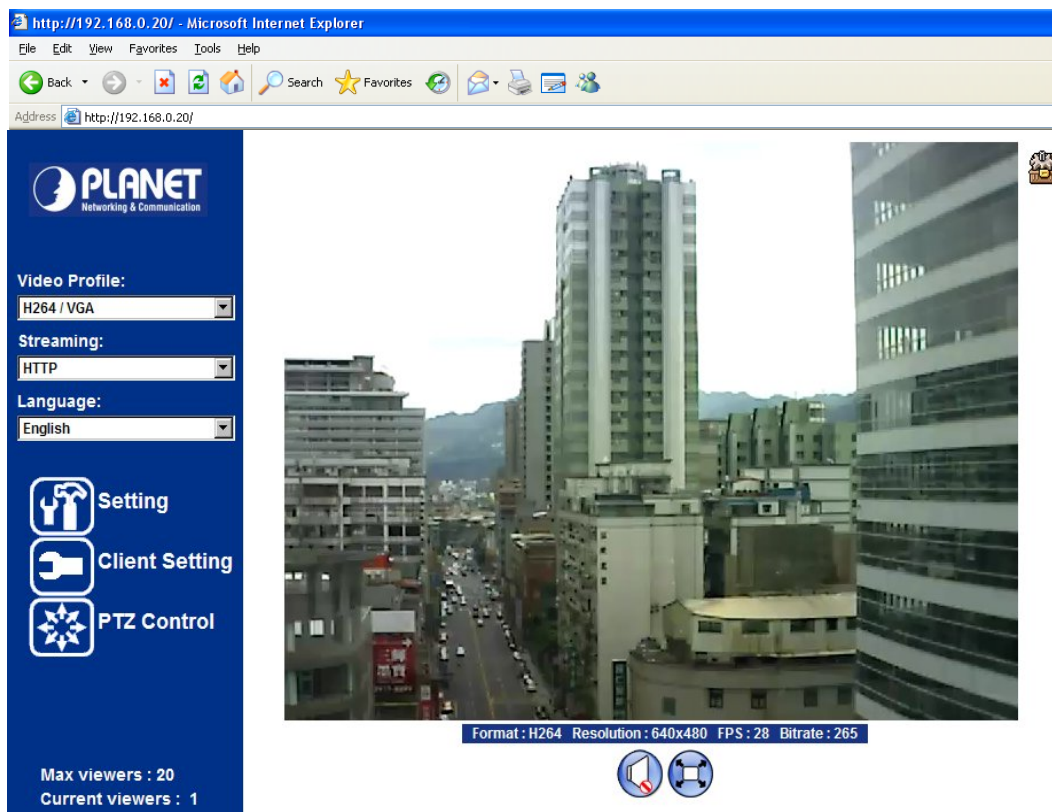 http://192.168.0.20/ - Microsoft Internet Explorer
File Edit View Favorites Tools Help
Back Search Favorites
Address http://192.168.0.20/
PLANET
Networking & Communication
Video Profile:
H264 / VGA
Streaming:
HTTP
Language:
English
Setting
Client Setting
PTZ Control
Max viewers : 20
Current viewers : 1
Format : H264 Resolution : 640x480 FPS : 28 Bitrate : 265